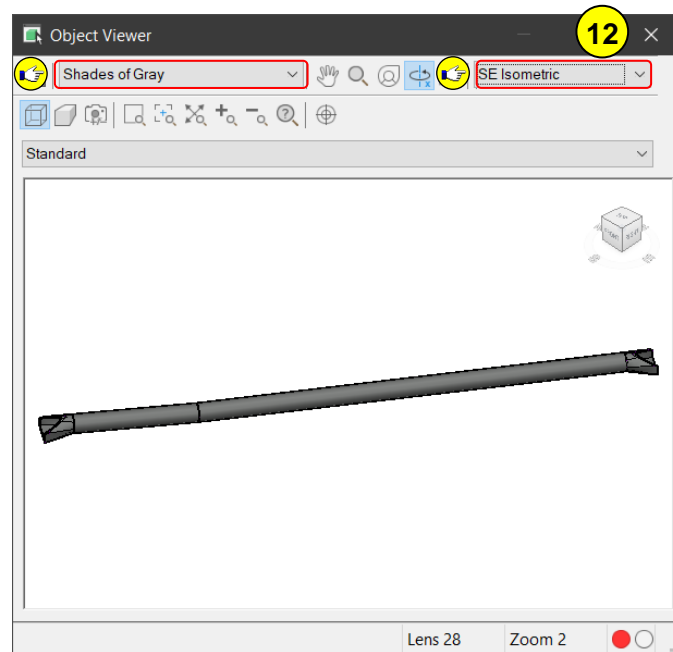 Object Viewer
12
Shades of Gray
SE Isometric
Standard
Lens 28
Zoom 2